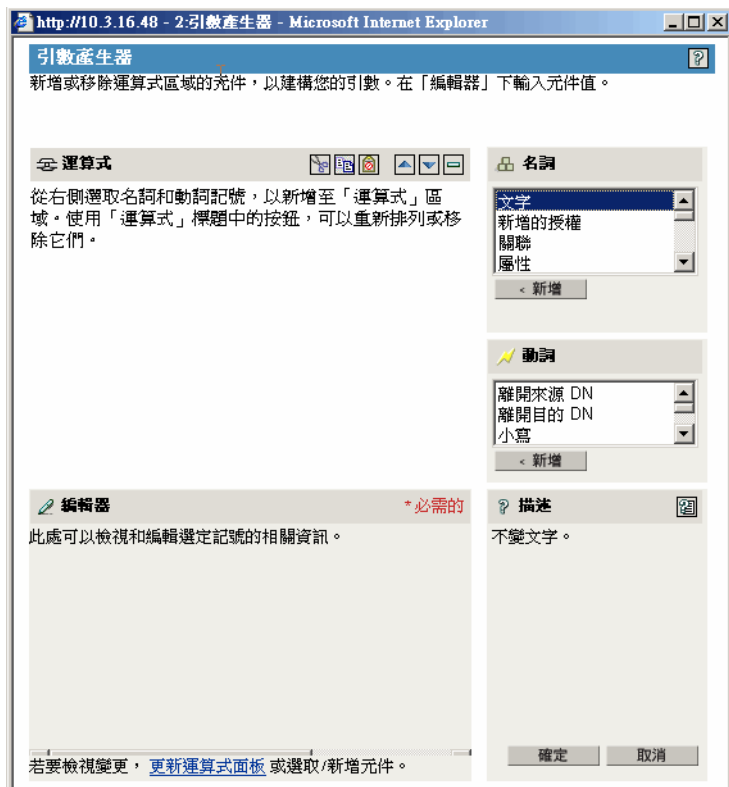 http://10.3.16.48 - 2:引數產生器 - Microsoft Internet Explorer
引數產生器
新增或移除運算式區域的元件，以建構您的引數。在「編輯器」下輸入元件值。
運算式
從右側選取名詞和動詞記號，以新增至「運算式」區
域。使用「運算式」標題中的按鈕，可以重新排列或移
除它們。
名詞
文字
新增的授權
關聯
屬性
< 新增
動詞
離開來源 DN
離開目的 DN
小寫
< 新增
編輯器
*必需的
此處可以檢視和編輯選定記號的相關資訊。
描述
不變文字。
若要檢視變更， 更新運算式面板 或選取/新增元件。
確定
取消